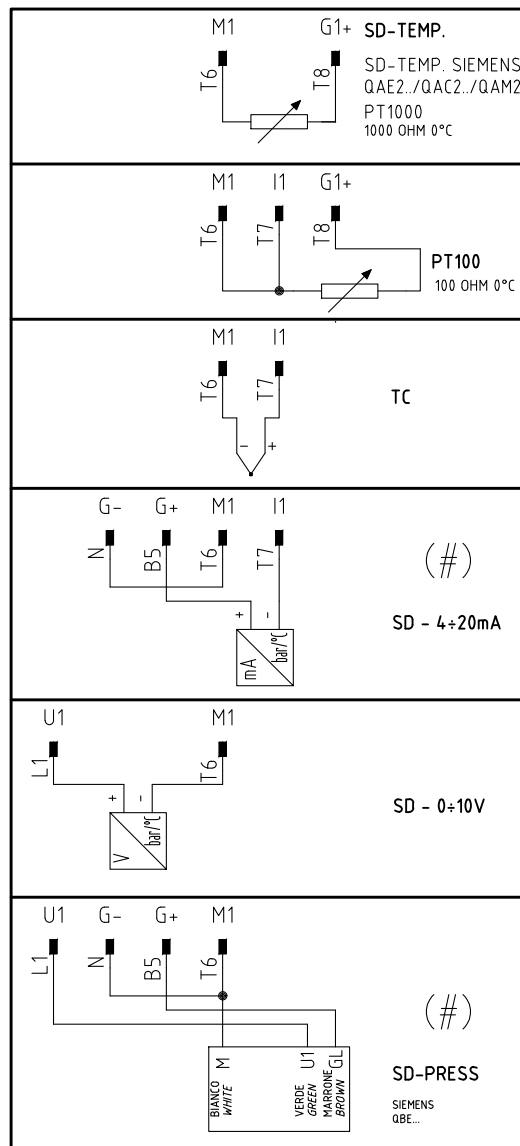 M1 G1+ SD-TEMP.
T6 T8
SD-TEMP. SIEMENS
QAE2../QAC2../QAM2
PT1000
1000 OHM 0°C
M1 I1 G1+
T6 T7 T8
PT100
100 OHM 0°C
M1 I1
T6 T7
TC
- +
G- G+ M1 I1
N B5 T6 T7
(#)
+ -
mA bar/°C
SD - 4÷20mA
U1 M1
L1 T6
+ -
V bar/°C
SD - 0÷10V
U1 G- G+ M1
L1 N B5 T6
(#)
M U1 GL
BIANCO VERDE MARRONE
WHITE GREEN BROWN
SD-PRESS
SIEMENS
QBE...